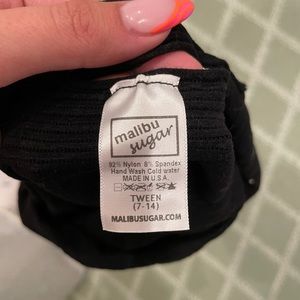 malibu
sugar
92% Nylon 8% Spandex
Hand Wash Cold water
MADE IN U.S.A.
TWEEN
(7-14)
MALIBUSUGAR.COM